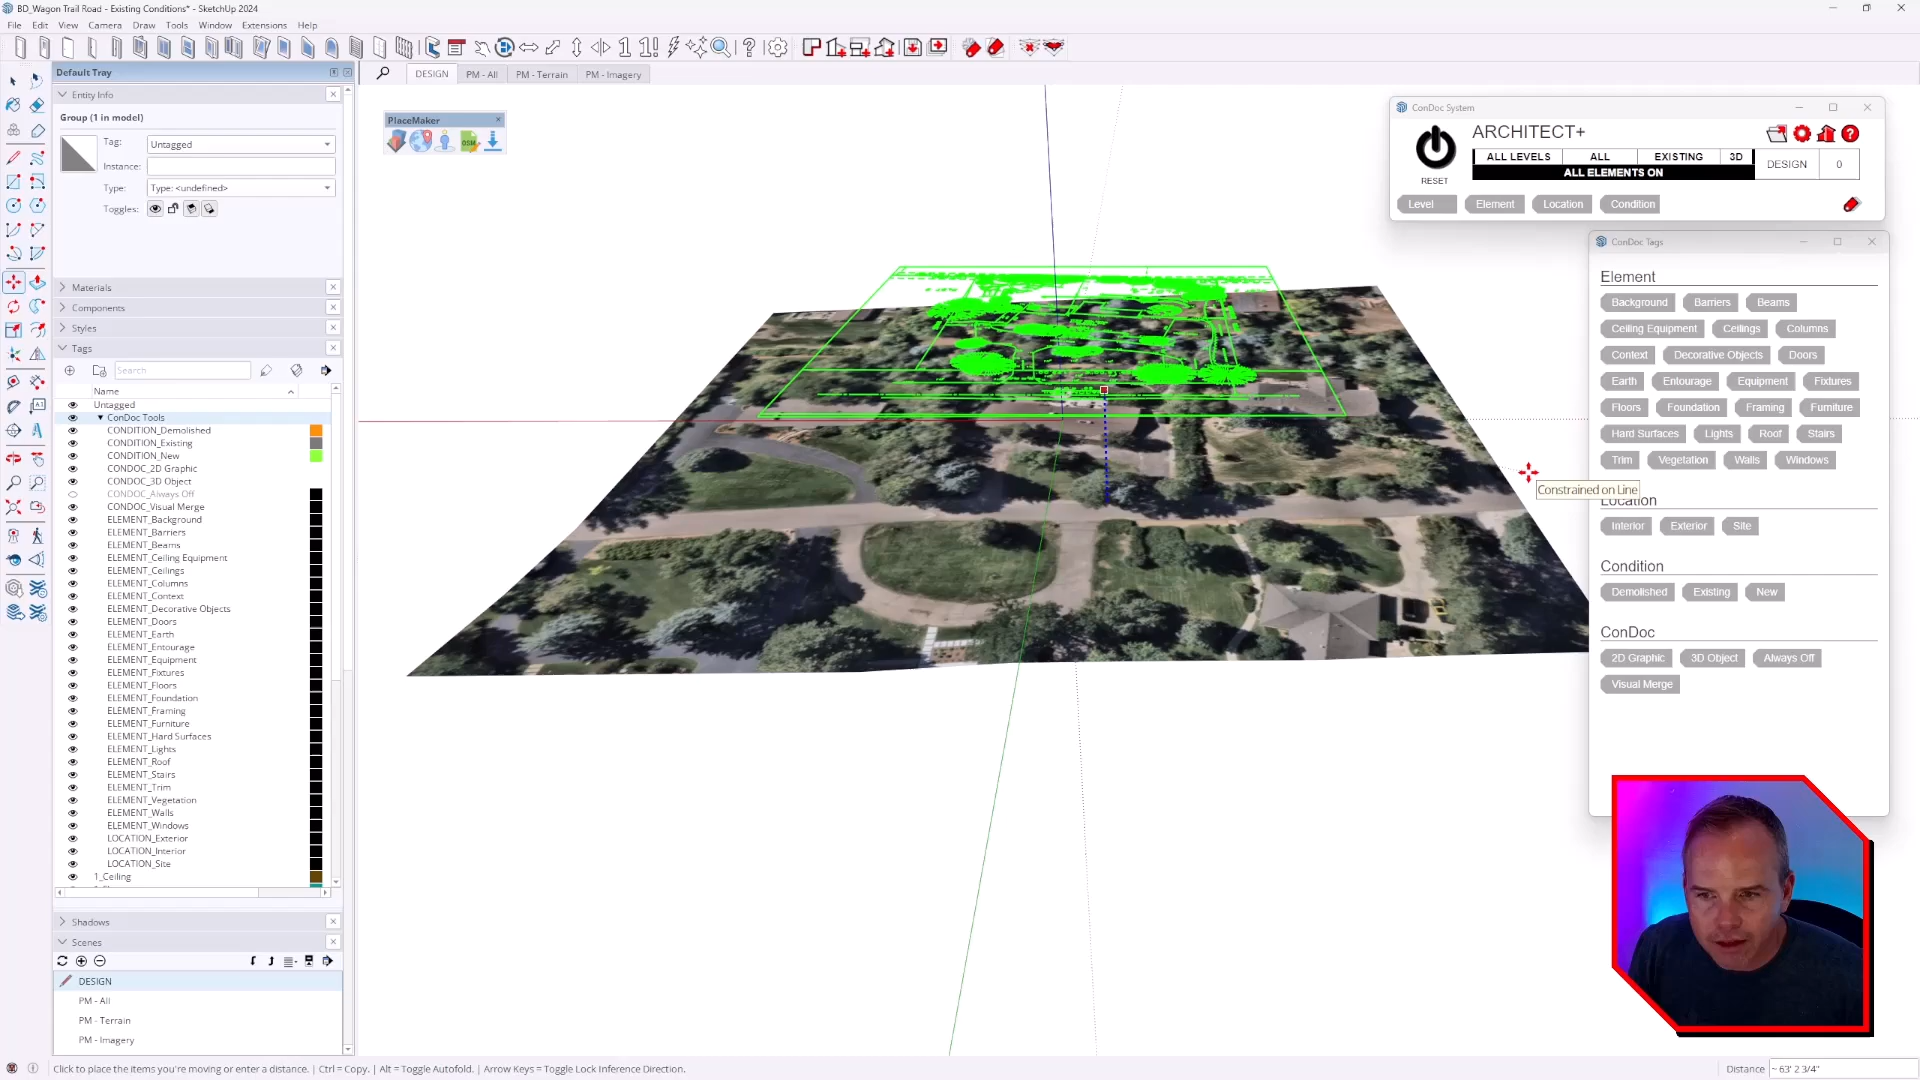 BD_Wagon Trail Road - Existing Conditions* - SketchUp 2024
File Edit View Camera Draw Tools Window Extensions Help
Default Tray
DESIGN PM - All PM - Terrain PM - Imagery
Entity Info
Group (1 in model)
Tag: Untagged
Instance:
Type: Type: <undefined>
Toggles:
Materials
Components
Styles
Tags
Search
Name
Untagged
ConDoc Tools
CONDITION_Demolished
CONDITION_Existing
CONDITION_New
CONDOC_2D Graphic
CONDOC_3D Object
CONDOC_Always Off
CONDOC_Visual Merge
ELEMENT_Background
ELEMENT_Barriers
ELEMENT_Beams
ELEMENT_Ceiling Equipment
ELEMENT_Ceilings
ELEMENT_Columns
ELEMENT_Context
ELEMENT_Decorative Objects
ELEMENT_Doors
ELEMENT_Earth
ELEMENT_Entourage
ELEMENT_Equipment
ELEMENT_Fixtures
ELEMENT_Floors
ELEMENT_Foundation
ELEMENT_Framing
ELEMENT_Furniture
ELEMENT_Hard Surfaces
ELEMENT_Lights
ELEMENT_Roof
ELEMENT_Stairs
ELEMENT_Trim
ELEMENT_Vegetation
ELEMENT_Walls
ELEMENT_Windows
LOCATION_Exterior
LOCATION_Interior
LOCATION_Site
1_Ceiling
Shadows
Scenes
DESIGN
PM - All
PM - Terrain
PM - Imagery
PlaceMaker
OSM
Constrained on Line
ConDoc System
ARCHITECT+
RESET
ALL LEVELS ALL EXISTING 3D
ALL ELEMENTS ON
DESIGN 0
Level Element Location Condition
ConDoc Tags
Element
Background Barriers Beams
Ceiling Equipment Ceilings Columns
Context Decorative Objects Doors
Earth Entourage Equipment Fixtures
Floors Foundation Framing Furniture
Hard Surfaces Lights Roof Stairs
Trim Vegetation Walls Windows
Location
Interior Exterior Site
Condition
Demolished Existing New
ConDoc
2D Graphic 3D Object Always Off
Visual Merge
Click to place the items you're moving or enter a distance. | Ctrl = Copy. | Alt = Toggle Autofold. | Arrow Keys = Toggle Lock Inference Direction.
Distance ~ 63' 2 3/4"